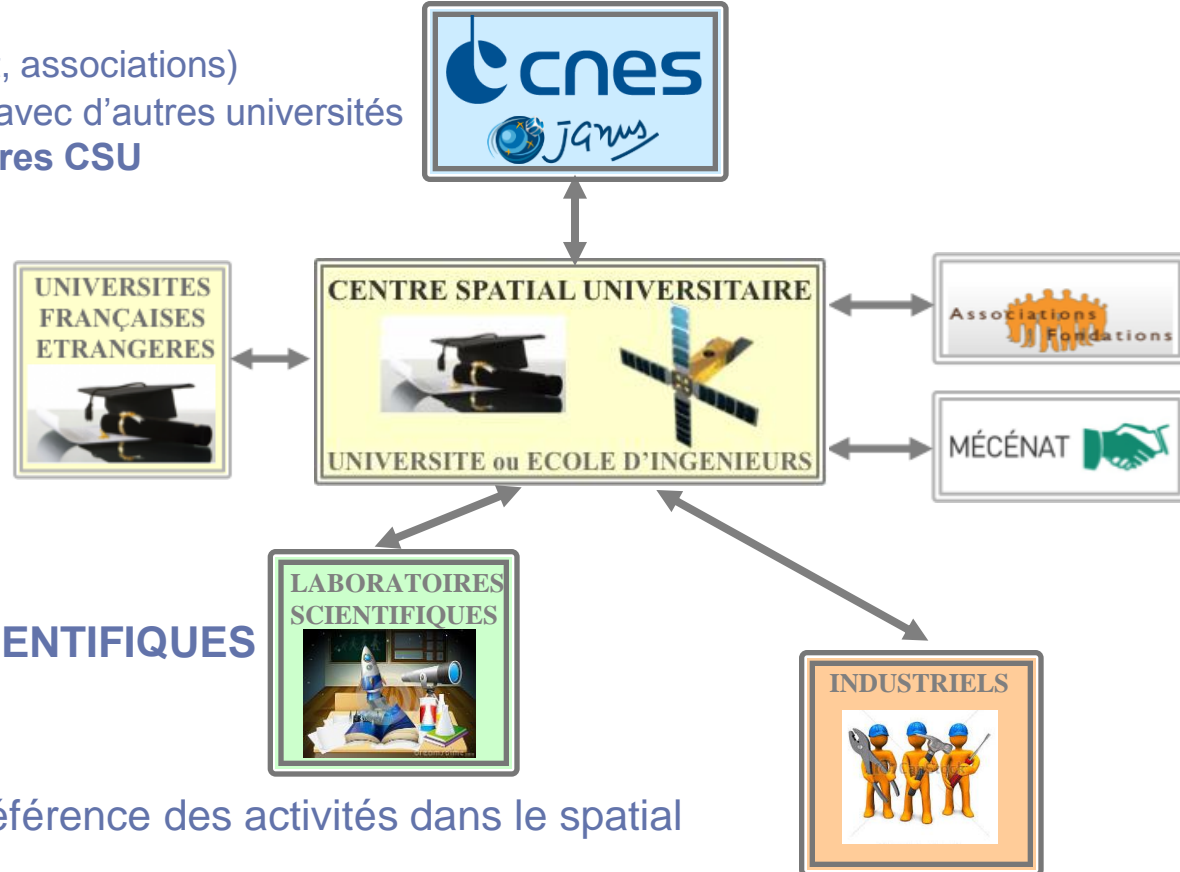 , associations)
avec d'autres universités
res CSU
cnes
janus
UNIVERSITES
FRANÇAISES
ETRANGERES
CENTRE SPATIAL UNIVERSITAIRE
UNIVERSITE ou ECOLE D'INGENIEURS
Associations
Fondations
MÉCÉNAT
LABORATOIRES
SCIENTIFIQUES
ENTIFIQUES
INDUSTRIELS
éférence des activités dans le spatial